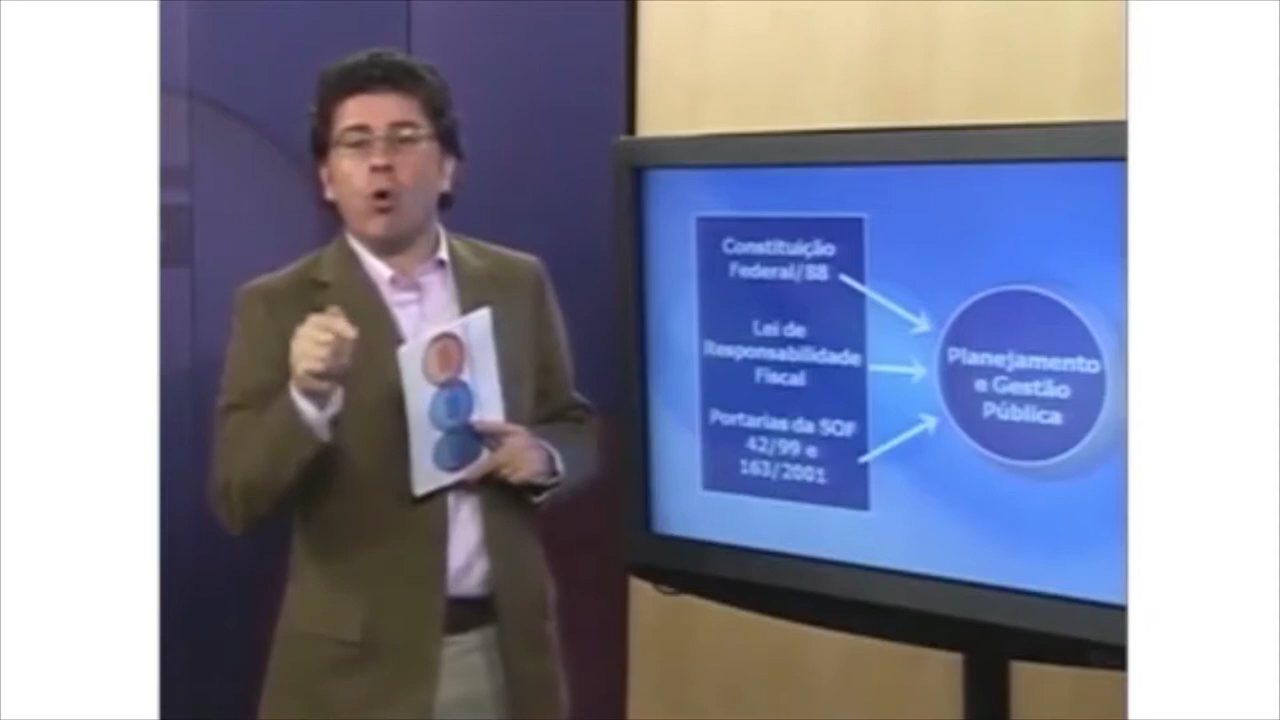 Constituição
Federal/88
Lei de
Responsabilidade
Fiscal
Portarias da SOF
42/99 e
163/2001
Planejamento
e Gestão
Pública